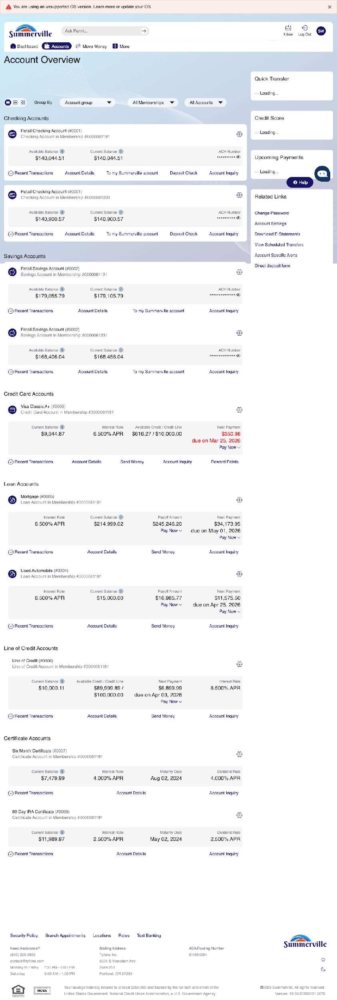 You are using an unsupported OS version. Learn more or update your OS.
Summerville
Ask Penni...
Inbox
Log Out
SW
Dashboard
Accounts
Move Money
More
Account Overview
Group By
Account group
All Memberships
All Accounts
Checking Accounts
Retail Checking Account (#0001)
Checking Account in Membership #0000061191
Available Balance
Current Balance
ACH Number
$140,044.51
$140,044.51
**********
Recent Transactions
Account Details
To my Summerville account
Deposit Check
Account Inquiry
Retail Checking Account (#0001)
Checking Account in Membership #0000061231
Available Balance
Current Balance
ACH Number
$140,900.57
$140,900.57
**********
Recent Transactions
Account Details
To my Summerville account
Deposit Check
Account Inquiry
Savings Accounts
Retail Savings Account (#0002)
Savings Account in Membership #0000061191
Available Balance
Current Balance
ACH Number
$179,055.79
$179,105.79
**************
Recent Transactions
Account Details
To my Summerville account
Account Inquiry
Retail Savings Account (#0002)
Savings Account in Membership #0000061231
Available Balance
Current Balance
ACH Number
$168,406.04
$168,456.04
**************
Recent Transactions
Account Details
To my Summerville account
Account Inquiry
Credit Card Accounts
Visa Classic A+ (#0003)
Credit Card Account in Membership #0000061191
Current Balance
Interest Rate
Available Credit / Credit Line
Next Payment
$9,344.87
6.500% APR
$616.27 / $10,000.00
$350.98
due on Mar 25, 2026
Pay Now
Recent Transactions
Account Details
Send Money
Account Inquiry
Reward Points
Loan Accounts
Mortgage (#0005)
Loan Account in Membership #0000061191
Interest Rate
Current Balance
Payoff Amount
Next Payment
6.500% APR
$214,999.02
$245,246.20
$34,173.95
Pay Now
due on May 01, 2026
Pay Now
Recent Transactions
Account Details
Send Money
Account Inquiry
Used Automobile (#0004)
Loan Account in Membership #0000061191
Interest Rate
Current Balance
Payoff Amount
Next Payment
6.500% APR
$15,000.00
$16,985.77
$11,575.50
Pay Now
due on Apr 25, 2026
Pay Now
Recent Transactions
Account Details
Send Money
Account Inquiry
Line of Credit Accounts
Line of Credit (#0006)
Line of Credit Account in Membership #0000061191
Current Balance
Available Credit / Credit Line
Next Payment
Interest Rate
$10,000.11
$89,999.89 /
$100,000.00
$6,899.99
due on Apr 03, 2026
Pay Now
8.500% APR
Recent Transactions
Account Details
Send Money
Account Inquiry
Certificate Accounts
Six Month Certificate (#0007)
Certificate Account in Membership #0000061191
Current Balance
Interest Rate
Maturity Date
Dividend Rate
$7,479.99
4.000% APR
Aug 02, 2024
4.000% APR
Recent Transactions
Account Details
Account Inquiry
90 Day IRA Certificate (#0008)
Certificate Account in Membership #0000061191
Current Balance
Interest Rate
Maturity Date
Dividend Rate
$11,989.97
2.500% APR
May 02, 2024
2.500% APR
Recent Transactions
Account Details
Account Inquiry
Quick Transfer
Loading...
Credit Score
Loading...
Upcoming Payments
Loading...
Help
Related Links
Change Password
Account Settings
Download E-Statements
View Scheduled Transfers
Account Specific Alerts
Direct deposit form
Security Policy
Branch Appointments
Locations
Rates
Text Banking
Need Assistance?
(503) 226-3939
contact@tyfone.com
Monday to Friday 7:30 AM - 6:00 PM
Saturday 9:00 AM - 1:00 PM
Mailing Address
Tyfone Inc.
5331 S Macadam Ave
Suite 251
Portland, OR 97239
ABA/Routing Number
011054294
Summerville
NCUA
Your savings federally insured to at least $250,000 and backed by the full faith and credit of the
United States Government. National Credit Union Administration, a U.S. Government Agency
©2026 Summerville. All rights reserved.
Version: 10.50.20260331.2676